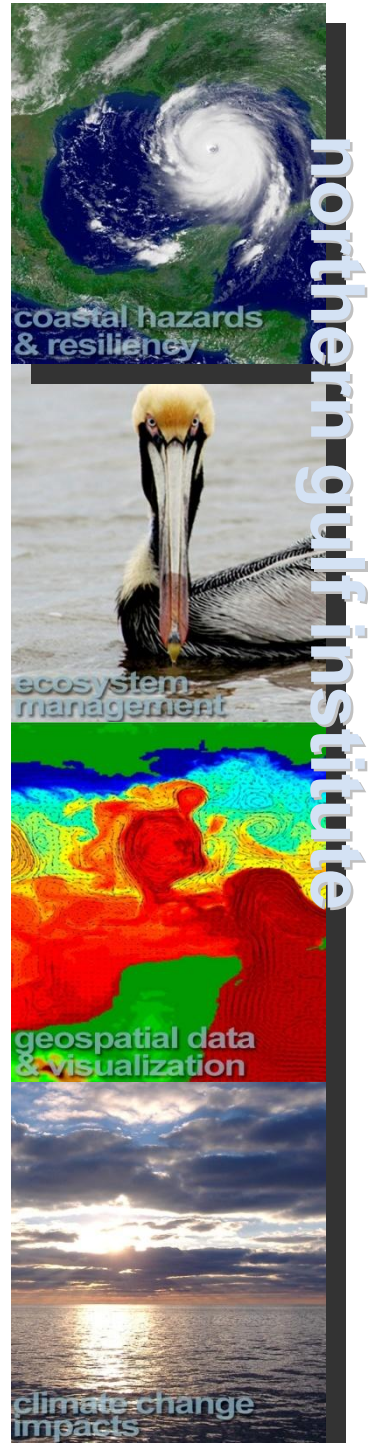 coastal hazards
& resiliency
northern gulf institute
ecosystem
management
geospatial data
& visualization
climate change
impacts